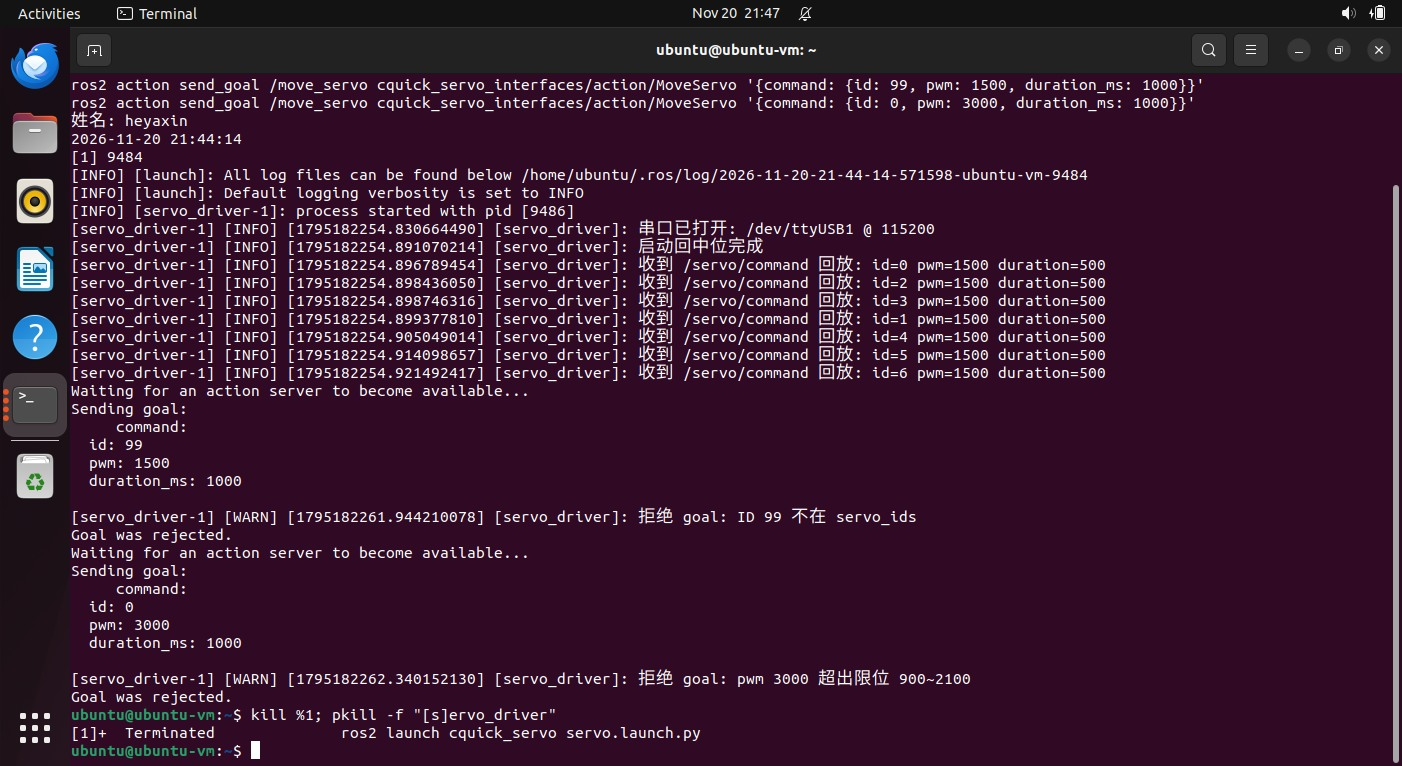 Activities
Terminal
Nov 20 21:47
ubuntu@ubuntu-vm: ~
ros2 action send_goal /move_servo cquick_servo_interfaces/action/MoveServo '{command: {id: 99, pwm: 1500, duration_ms: 1000}}'
ros2 action send_goal /move_servo cquick_servo_interfaces/action/MoveServo '{command: {id: 0, pwm: 3000, duration_ms: 1000}}'
姓名: heyaxin
2026-11-20 21:44:14
[1] 9484
[INFO] [launch]: All log files can be found below /home/ubuntu/.ros/log/2026-11-20-21-44-14-571598-ubuntu-vm-9484
[INFO] [launch]: Default logging verbosity is set to INFO
[INFO] [servo_driver-1]: process started with pid [9486]
[servo_driver-1] [INFO] [1795182254.830664490] [servo_driver]: 串口已打开: /dev/ttyUSB1 @ 115200
[servo_driver-1] [INFO] [1795182254.891070214] [servo_driver]: 启动回中位完成
[servo_driver-1] [INFO] [1795182254.896789454] [servo_driver]: 收到 /servo/command 回放: id=0 pwm=1500 duration=500
[servo_driver-1] [INFO] [1795182254.898436050] [servo_driver]: 收到 /servo/command 回放: id=2 pwm=1500 duration=500
[servo_driver-1] [INFO] [1795182254.898746316] [servo_driver]: 收到 /servo/command 回放: id=3 pwm=1500 duration=500
[servo_driver-1] [INFO] [1795182254.899377810] [servo_driver]: 收到 /servo/command 回放: id=1 pwm=1500 duration=500
[servo_driver-1] [INFO] [1795182254.905049014] [servo_driver]: 收到 /servo/command 回放: id=4 pwm=1500 duration=500
[servo_driver-1] [INFO] [1795182254.914098657] [servo_driver]: 收到 /servo/command 回放: id=5 pwm=1500 duration=500
[servo_driver-1] [INFO] [1795182254.921492417] [servo_driver]: 收到 /servo/command 回放: id=6 pwm=1500 duration=500
Waiting for an action server to become available...
Sending goal:
     command:
  id: 99
  pwm: 1500
  duration_ms: 1000
[servo_driver-1] [WARN] [1795182261.944210078] [servo_driver]: 拒绝 goal: ID 99 不在 servo_ids
Goal was rejected.
Waiting for an action server to become available...
Sending goal:
     command:
  id: 0
  pwm: 3000
  duration_ms: 1000
[servo_driver-1] [WARN] [1795182262.340152130] [servo_driver]: 拒绝 goal: pwm 3000 超出限位 900~2100
Goal was rejected.
ubuntu@ubuntu-vm:~$ kill %1; pkill -f "[s]ervo_driver"
[1]+  Terminated              ros2 launch cquick_servo servo.launch.py
ubuntu@ubuntu-vm:~$